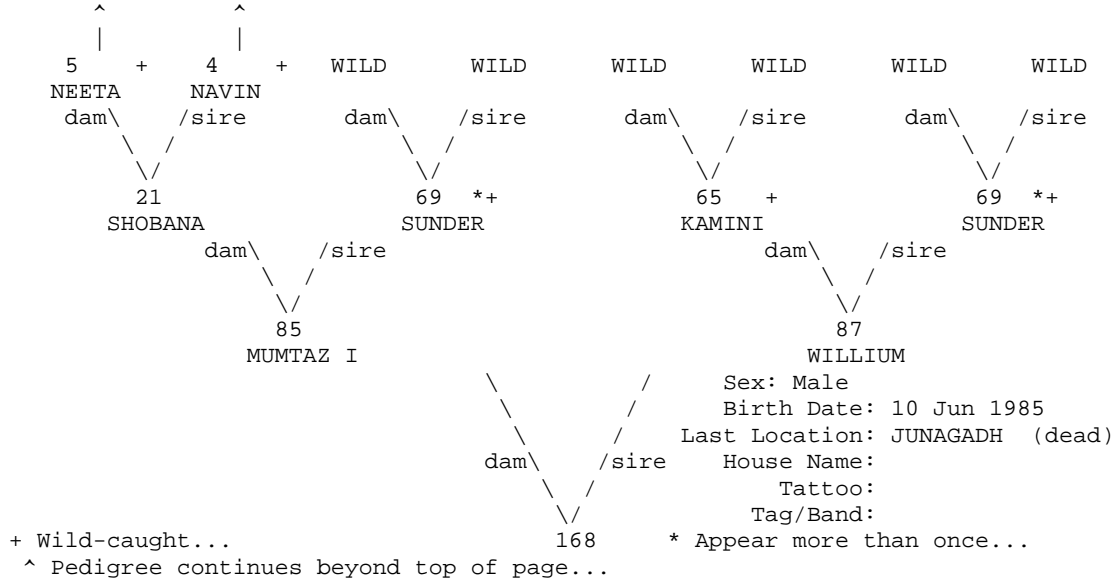 ^ ^
| |
5 + 4 + WILD WILD WILD WILD WILD WILD
NEETA NAVIN
dam\ /sire dam\ /sire dam\ /sire dam\ /sire
\ / \ / \ / \ /
\/ \/ \/ \/
21 69 *+ 65 + 69 *+
SHOBANA SUNDER KAMINI SUNDER
dam\ /sire dam\ /sire
\ / \ /
\/ \/
85 87
MUMTAZ I WILLIUM
\ / Sex: Male
\ / Birth Date: 10 Jun 1985
\ / Last Location: JUNAGADH (dead)
dam\ /sire House Name:
\ / Tattoo:
\/ Tag/Band:
+ Wild-caught... 168 * Appear more than once...
^ Pedigree continues beyond top of page...